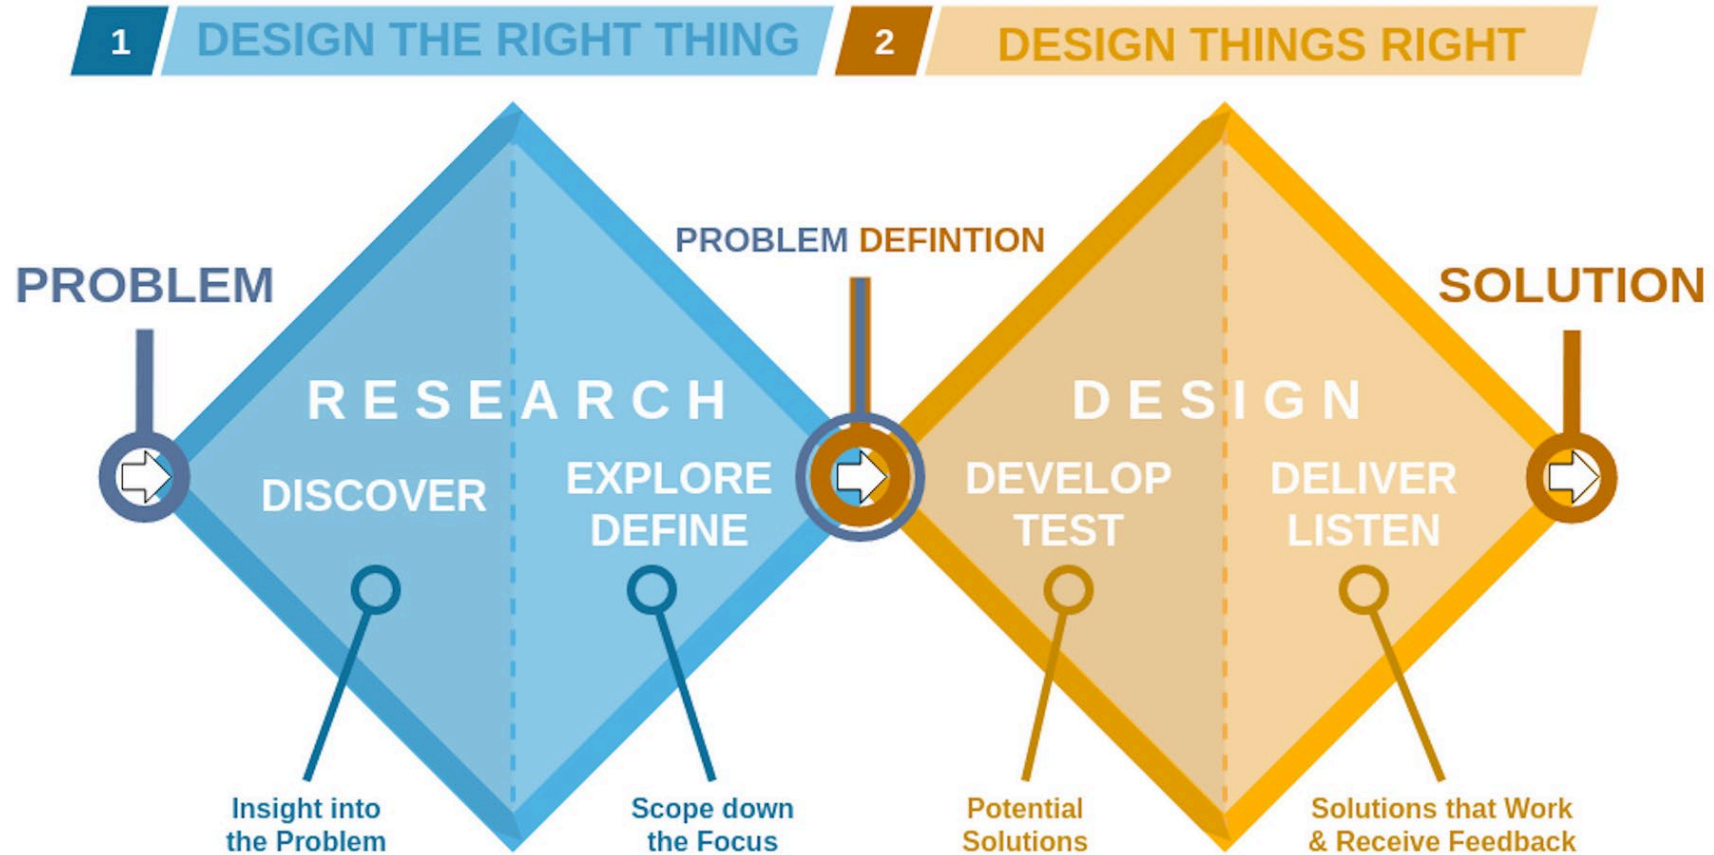 1
DESIGN THE RIGHT THING
2
DESIGN THINGS RIGHT
PROBLEM
PROBLEM DEFINTION
SOLUTION
RESEARCH
DISCOVER
EXPLORE
DEFINE
DESIGN
DEVELOP
TEST
DELIVER
LISTEN
Insight into
the Problem
Scope down
the Focus
Potential
Solutions
Solutions that Work
& Receive Feedback